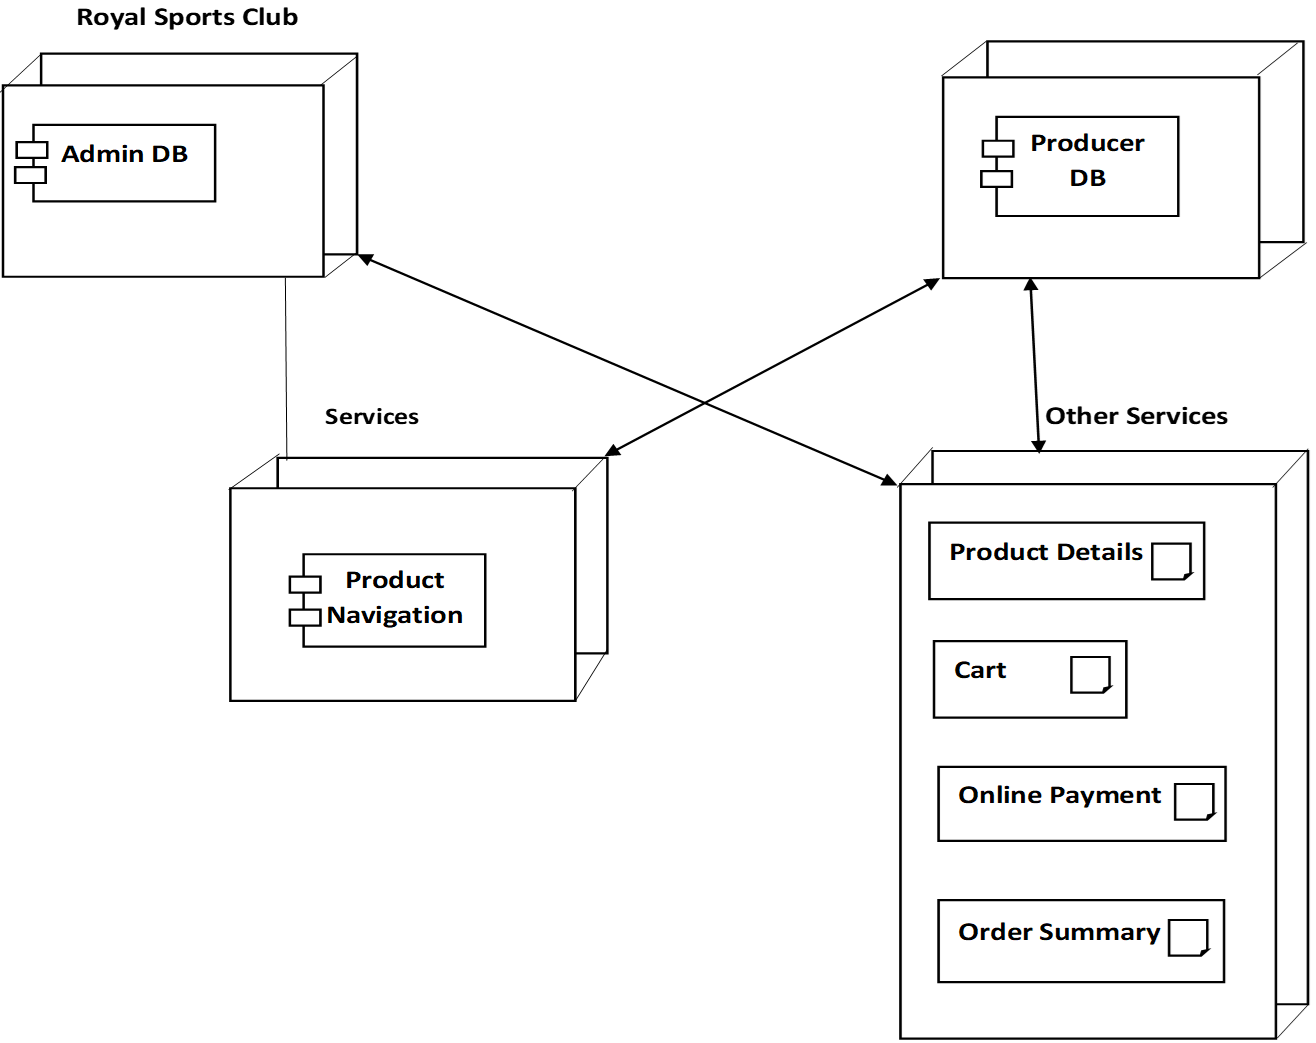 Royal Sports Club
Admin DB
Producer
DB
Services
Other Services
Product
Navigation
Product Details
Cart
Online Payment
Order Summary